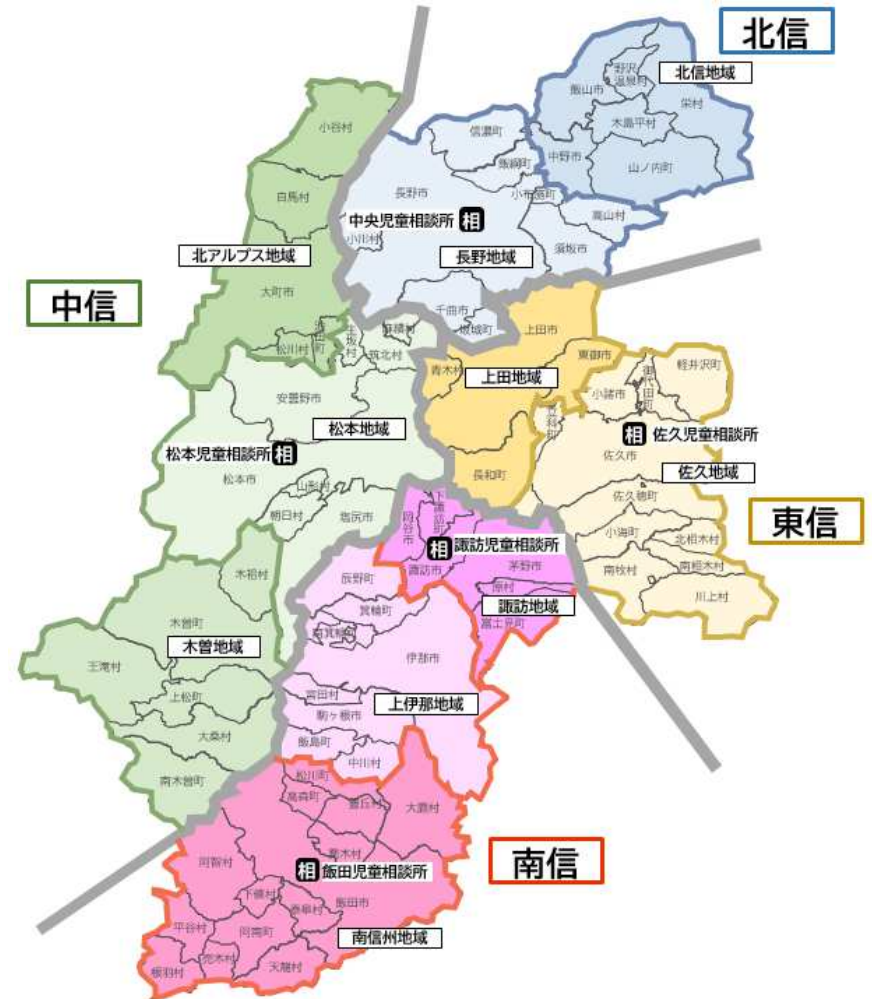 北信
野沢
温泉村
北信地域
飯山市
栄村
木島平村
中野市
山ノ内町
小谷村
信濃町
飯綱町
白馬村
長野市
小布施町
高山村
中央児童相談所 相
小川村
須坂市
北アルプス地域
長野地域
大町市
中信
千曲市
坂城町
上田市
池田町
生坂村
麻績村
松川村
筑北村
東御市
軽井沢町
青木村
上田地域
御代田町
小諸市
安曇野市
立科町
松本地域
相 佐久児童相談所
松本児童相談所 相
佐久市
佐久地域
松本市
長和町
山形村
下諏訪町
佐久穂町
朝日村
塩尻市
岡谷市
東信
小海町
北相木村
相 諏訪児童相談所
諏訪市
茅野市
南牧村
南相木村
木祖村
辰野町
原村
川上村
諏訪地域
箕輪町
富士見町
木曽町
南箕輪村
木曽地域
伊那市
王滝村
上松町
宮田村
上伊那地域
駒ヶ根市
大桑村
飯島町
中川村
南木曽町
松川町
高森町
豊丘村
大鹿村
喬木村
南信
阿智村
相 飯田児童相談所
下條村
飯田市
泰阜村
平谷村
阿南町
南信州地域
売木村
根羽村
天龍村